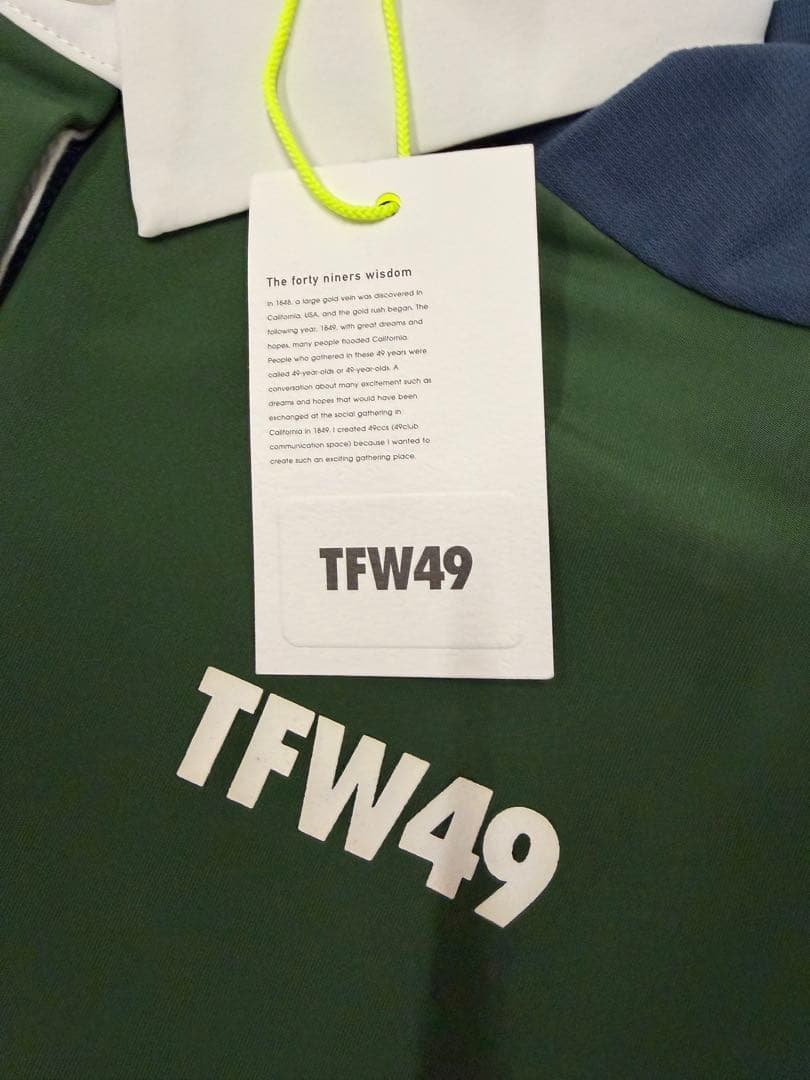 The forty niners wisdom
In 1848, a large gold vein was discovered in
California, USA, and the gold rush began. The
following year, 1849, with great dreams and
hopes, many people flooded California.
People who gathered in these 49 years were
called 49-year-olds or 49-year-olds. A
conversation about many excitement such as
dreams and hopes that would have been
exchanged at the social gathering in
California in 1849. I created 49ccs (49club
communication space) because I wanted to
create such an exciting gathering place.
TFW49
TFW49